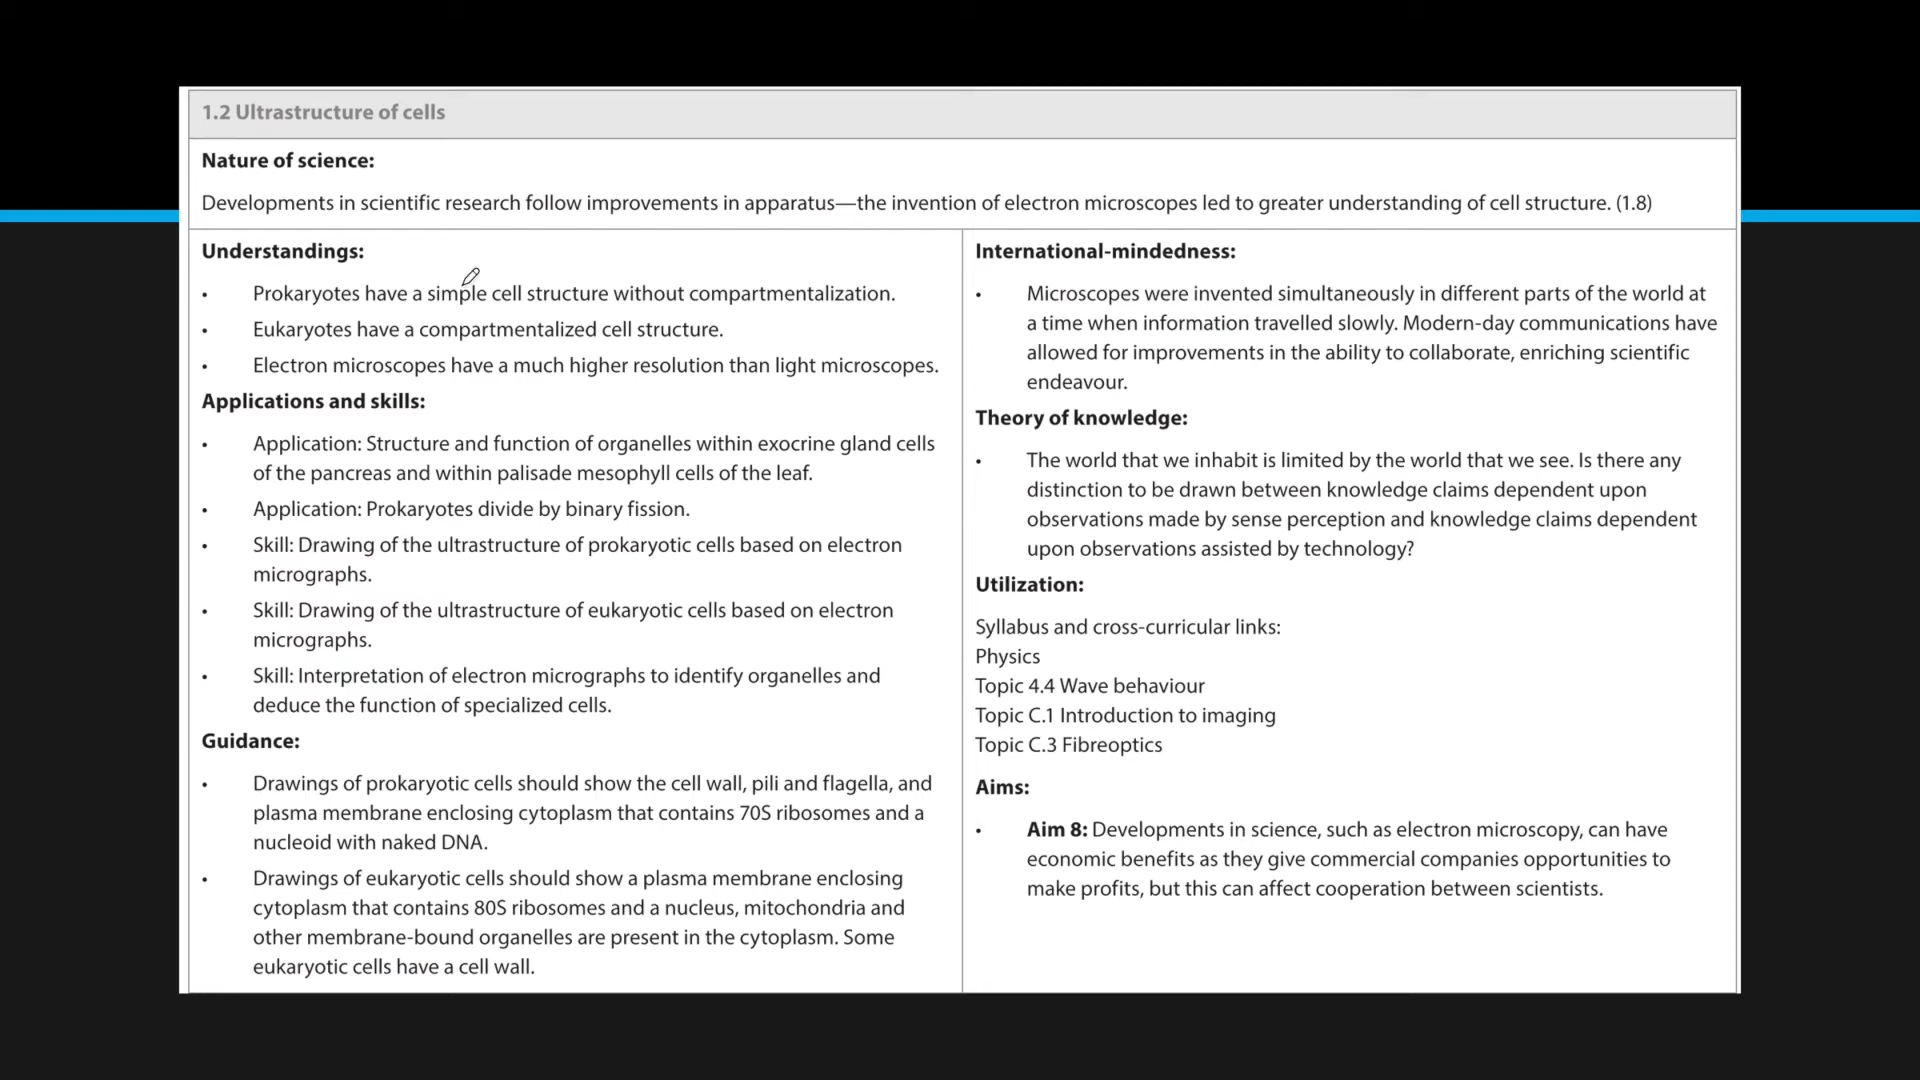 1.2 Ultrastructure of cells
Nature of science:
Developments in scientific research follow improvements in apparatus—the invention of electron microscopes led to greater understanding of cell structure. (1.8)
Understandings:
• Prokaryotes have a simple cell structure without compartmentalization.
• Eukaryotes have a compartmentalized cell structure.
• Electron microscopes have a much higher resolution than light microscopes.
Applications and skills:
• Application: Structure and function of organelles within exocrine gland cells
of the pancreas and within palisade mesophyll cells of the leaf.
• Application: Prokaryotes divide by binary fission.
• Skill: Drawing of the ultrastructure of prokaryotic cells based on electron
micrographs.
• Skill: Drawing of the ultrastructure of eukaryotic cells based on electron
micrographs.
• Skill: Interpretation of electron micrographs to identify organelles and
deduce the function of specialized cells.
Guidance:
• Drawings of prokaryotic cells should show the cell wall, pili and flagella, and
plasma membrane enclosing cytoplasm that contains 70S ribosomes and a
nucleoid with naked DNA.
• Drawings of eukaryotic cells should show a plasma membrane enclosing
cytoplasm that contains 80S ribosomes and a nucleus, mitochondria and
other membrane-bound organelles are present in the cytoplasm. Some
eukaryotic cells have a cell wall.
International-mindedness:
• Microscopes were invented simultaneously in different parts of the world at
a time when information travelled slowly. Modern-day communications have
allowed for improvements in the ability to collaborate, enriching scientific
endeavour.
Theory of knowledge:
• The world that we inhabit is limited by the world that we see. Is there any
distinction to be drawn between knowledge claims dependent upon
observations made by sense perception and knowledge claims dependent
upon observations assisted by technology?
Utilization:
Syllabus and cross-curricular links:
Physics
Topic 4.4 Wave behaviour
Topic C.1 Introduction to imaging
Topic C.3 Fibreoptics
Aims:
• Aim 8: Developments in science, such as electron microscopy, can have
economic benefits as they give commercial companies opportunities to
make profits, but this can affect cooperation between scientists.